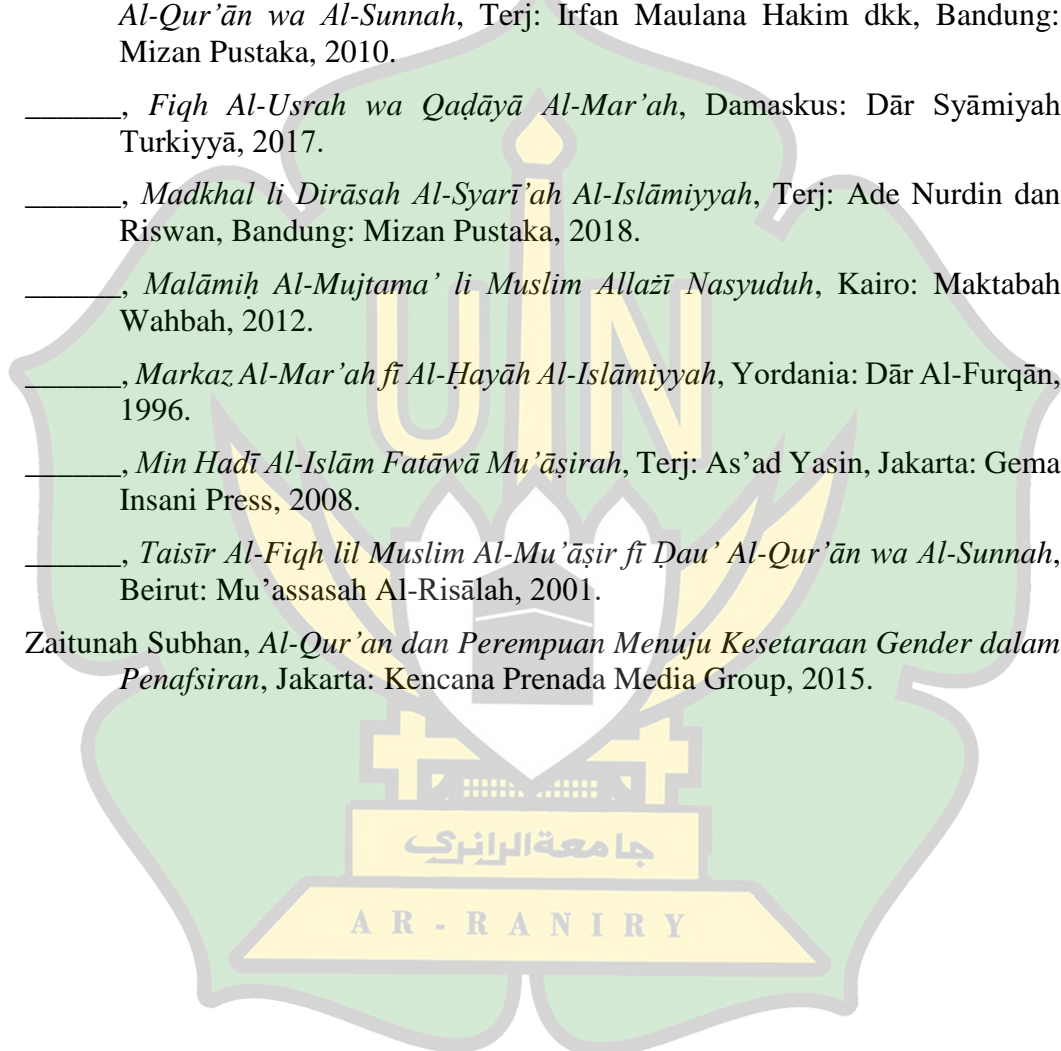 Al-Qur’ān wa Al-Sunnah, Terj: Irfan Maulana Hakim dkk, Bandung:
Mizan Pustaka, 2010.
______, Fiqh Al-Usrah wa Qaḍāyā Al-Mar’ah, Damaskus: Dār Syāmiyah
Turkiyyā, 2017.
______, Madkhal li Dirāsah Al-Syarī’ah Al-Islāmiyyah, Terj: Ade Nurdin dan
Riswan, Bandung: Mizan Pustaka, 2018.
______, Malāmiḥ Al-Mujtama’ li Muslim Allażī Nasyuduh, Kairo: Maktabah
Wahbah, 2012.
______, Markaz Al-Mar’ah fī Al-Ḥayāh Al-Islāmiyyah, Yordania: Dār Al-Furqān,
1996.
______, Min Hadī Al-Islām Fatāwā Mu’āṣirah, Terj: As’ad Yasin, Jakarta: Gema
Insani Press, 2008.
______, Taisīr Al-Fiqh lil Muslim Al-Mu’āṣir fī Ḍau’ Al-Qur’ān wa Al-Sunnah,
Beirut: Mu’assasah Al-Risālah, 2001.
Zaitunah Subhan, Al-Qur’an dan Perempuan Menuju Kesetaraan Gender dalam
Penafsiran, Jakarta: Kencana Prenada Media Group, 2015.
UIN
جامعة الرانري
AR-RANIRY